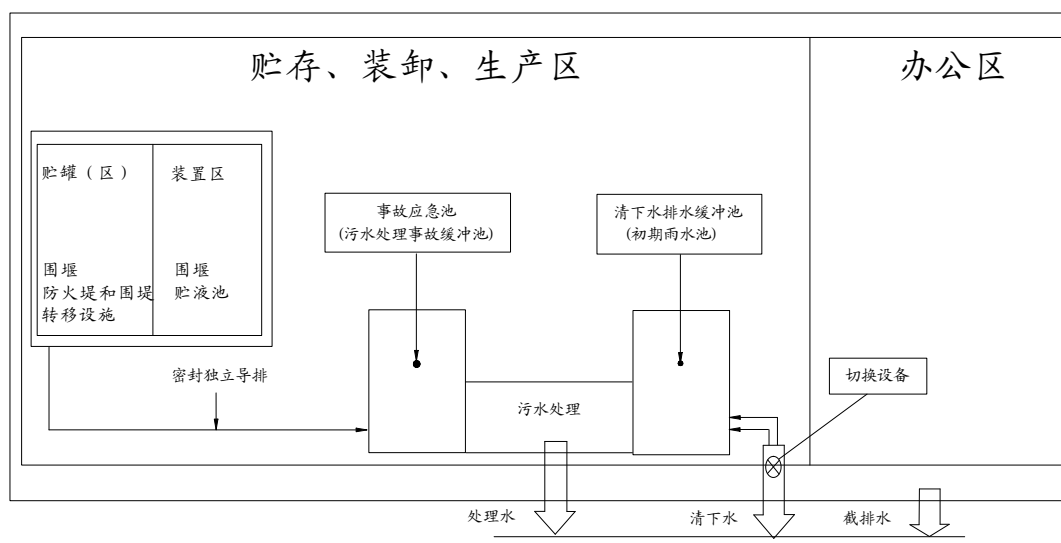 贮存、装卸、生产区
办公区
贮罐（区）
装置区
围堰
防火堤和围堤
转移设施
围堰
贮液池
事故应急池
(污水处理事故缓冲池)
清下水排水缓冲池
(初期雨水池)
密封独立导排
污水处理
切换设备
处理水
清下水
截排水